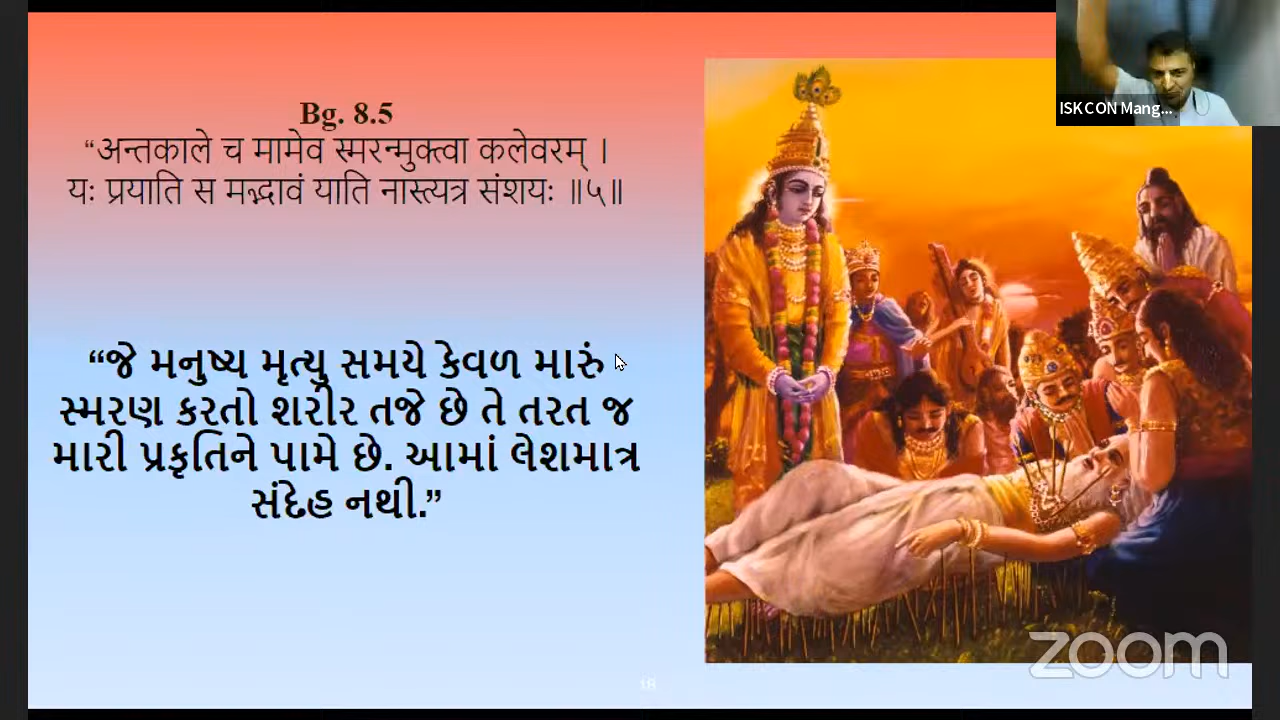 Bg. 8.5
“अन्तकाले च मामेव स्मरन्मुक्त्वा कलेवरम् ।
यः प्रयाति स मद्भावं याति नास्त्यत्र संशयः ॥५॥
“જે મનુષ્ય મૃત્યુ સમયે કેવળ મારું
સ્મરણ કરતો શરીર તજે છે તે તરત જ
મારી પ્રકૃતિને પામે છે. આમાં લેશમાત્ર
સંદેહ નથી.”
ISKCON Mang...
zoom
18